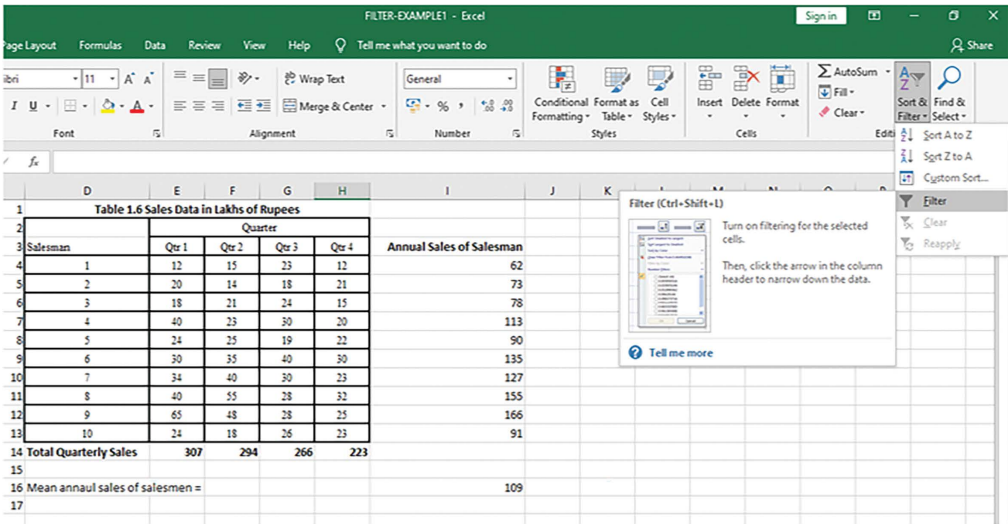 FILTER-EXAMPLE1 - Excel
Sign in
Page Layout Formulas Data Review View Help Tell me what you want to do
Share
ibri 11 A A
Wrap Text
General
AutoSum
Fill
Clear
I U A
Merge & Center
% ,
Conditional Formatting
Format as Table
Cell Styles
Insert Delete Format
Sort & Filter
Find & Select
Font Alignment Number Styles Cells Editi
Sort A to Z
Sort Z to A
Custom Sort...
Filter
Clear
Reapply
fx
D E F G H I J K
Filter (Ctrl+Shift+L)
Turn on filtering for the selected
cells.
Then, click the arrow in the column
header to narrow down the data.
Tell me more
1 Table 1.6 Sales Data in Lakhs of Rupees
2 Quarter
3 Salesman Qtr 1 Qtr 2 Qtr 3 Qtr 4 Annual Sales of Salesman
4 1 12 15 23 12 62
5 2 20 14 18 21 73
6 3 18 21 24 15 78
7 4 40 23 30 20 113
8 5 24 25 19 22 90
9 6 30 35 40 30 135
10 7 34 40 30 23 127
11 8 40 55 28 32 155
12 9 65 48 28 25 166
13 10 24 18 26 23 91
14 Total Quarterly Sales 307 294 266 223
15
16 Mean annaul sales of salesmen = 109
17